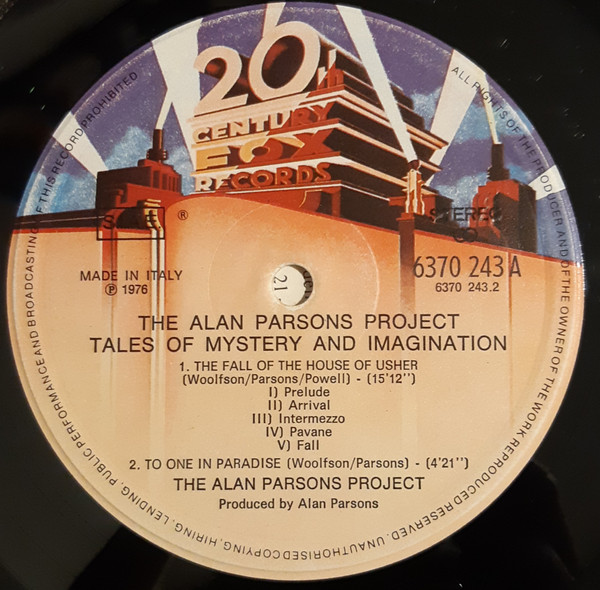 20th
CENTURY
FOX
RECORDS
®
STEREO
MADE IN ITALY
℗ 1976
6370 243 A
6370 243.2
21
THE ALAN PARSONS PROJECT
TALES OF MYSTERY AND IMAGINATION
1. THE FALL OF THE HOUSE OF USHER
(Woolfson/Parsons/Powell) - (15'12'')
I) Prelude
II) Arrival
III) Intermezzo
IV) Pavane
V) Fall
2. TO ONE IN PARADISE (Woolfson/Parsons) - (4'21'')
THE ALAN PARSONS PROJECT
Produced by Alan Parsons
ALL RIGHTS OF THE PRODUCER AND OF THE OWNER OF THE WORK REPRODUCED RESERVED. UNAUTHORISED COPYING, HIRING, LENDING, PUBLIC PERFORMANCE AND BROADCASTING OF THIS RECORD PROHIBITED